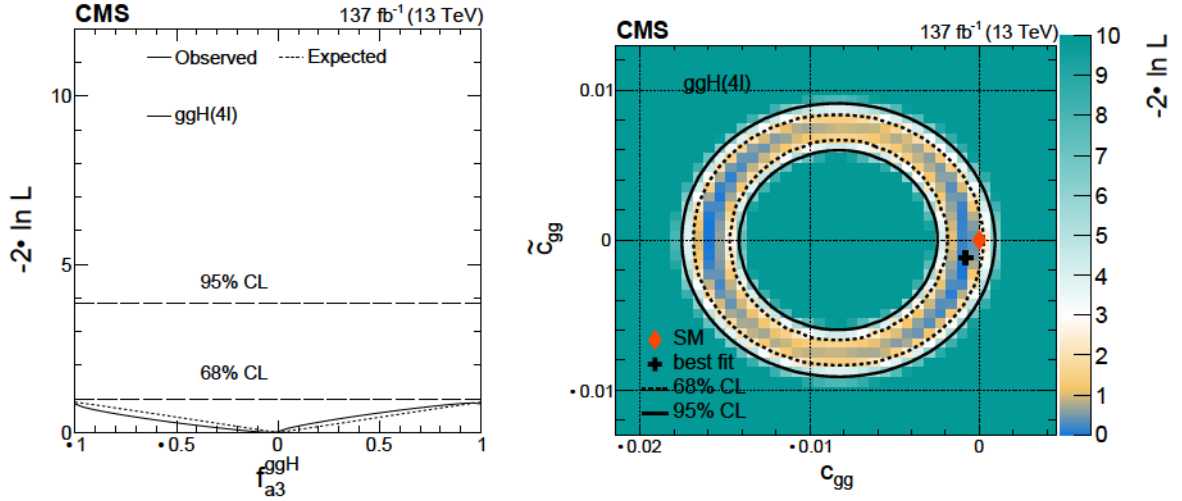 CMS 137 fb⁻¹ (13 TeV)
Observed Expected
ggH(4l)
10
5
0
95% CL
68% CL
•1 •0.5 0 0.5 1
-2• ln L
f_a3^ggH
CMS 137 fb⁻¹ (13 TeV)
ggH(4l)
0.01
0
•0.01
c̃_gg
SM
best fit
68% CL
95% CL
•0.02 •0.01 0
c_gg
10
9
8
7
6
5
4
3
2
1
0
-2• ln L